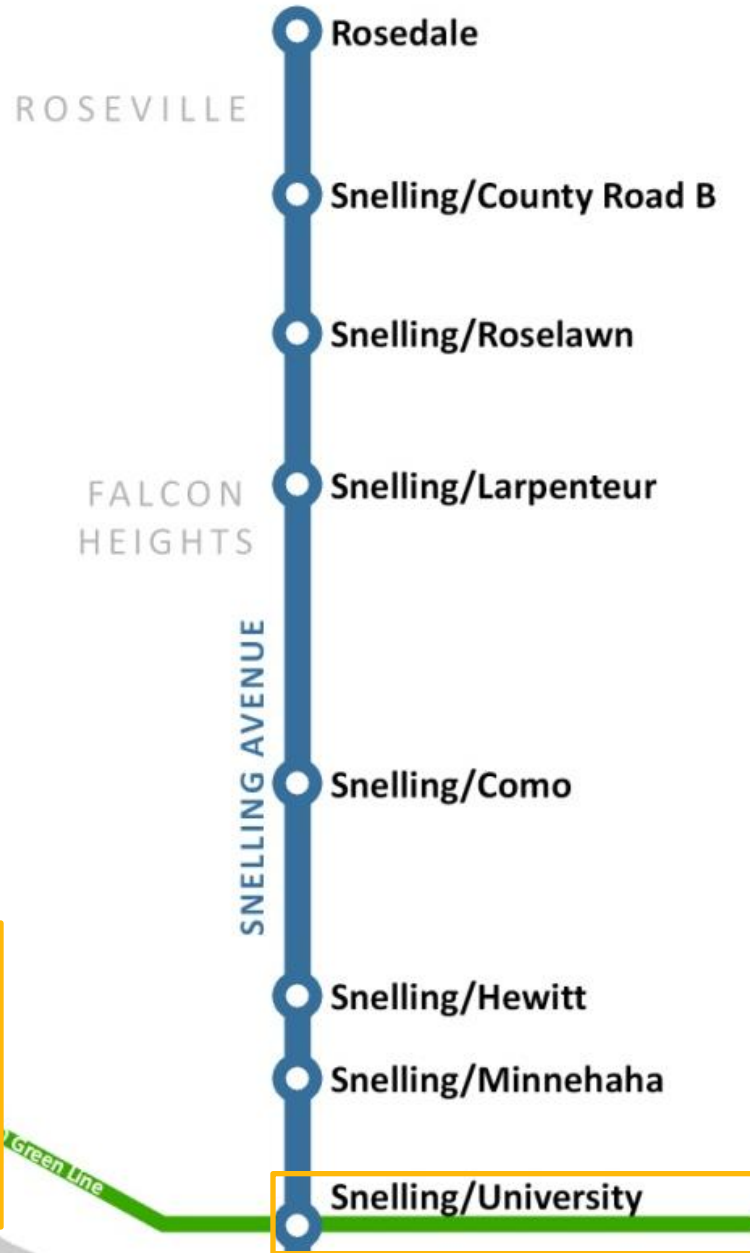 Rosedale
ROSEVILLE
Snelling/County Road B
Snelling/Roselawn
Snelling/Larpenteur
FALCON
HEIGHTS
SNELLING AVENUE
Snelling/Como
Snelling/Hewitt
Snelling/Minnehaha
Green Line
Snelling/University